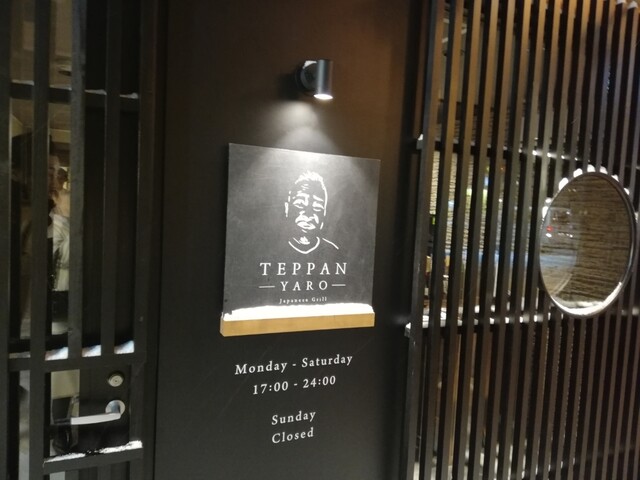 TEPPAN
YARO
Japanese Grill
Monday - Saturday
17:00 - 24:00
Sunday
Closed